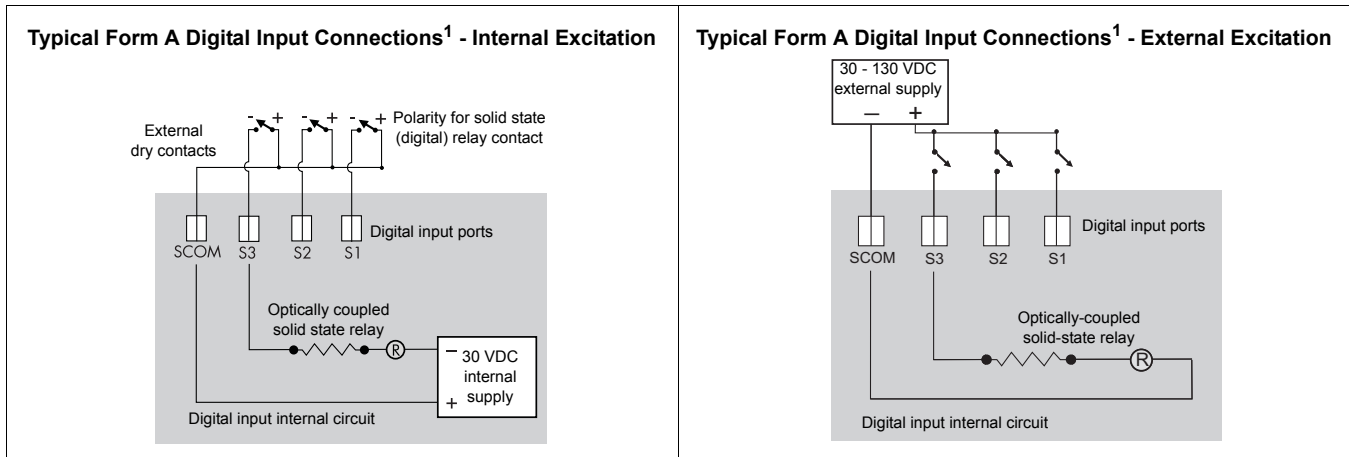 Typical Form A Digital Input Connections1 - Internal Excitation
- + - + - +
Polarity for solid state
(digital) relay contact
External
dry contacts
Digital input ports
SCOM S3 S2 S1
Optically coupled
solid state relay
R
– 30 VDC
internal
supply
+
Digital input internal circuit
Typical Form A Digital Input Connections1 - External Excitation
30 - 130 VDC
external supply
– +
Digital input ports
SCOM S3 S2 S1
Optically-coupled
solid-state relay
R
Digital input internal circuit